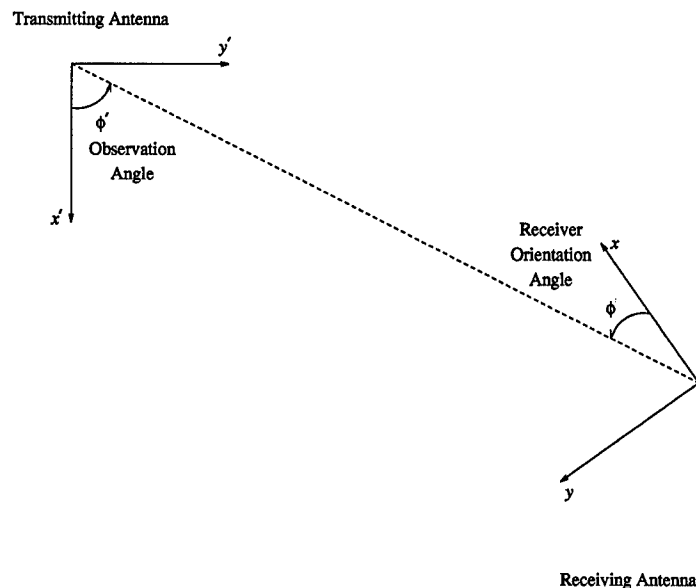 Transmitting Antenna
y′
ϕ′
Observation
Angle
x′
Receiver
Orientation
Angle
x
ϕ
y
Receiving Antenna